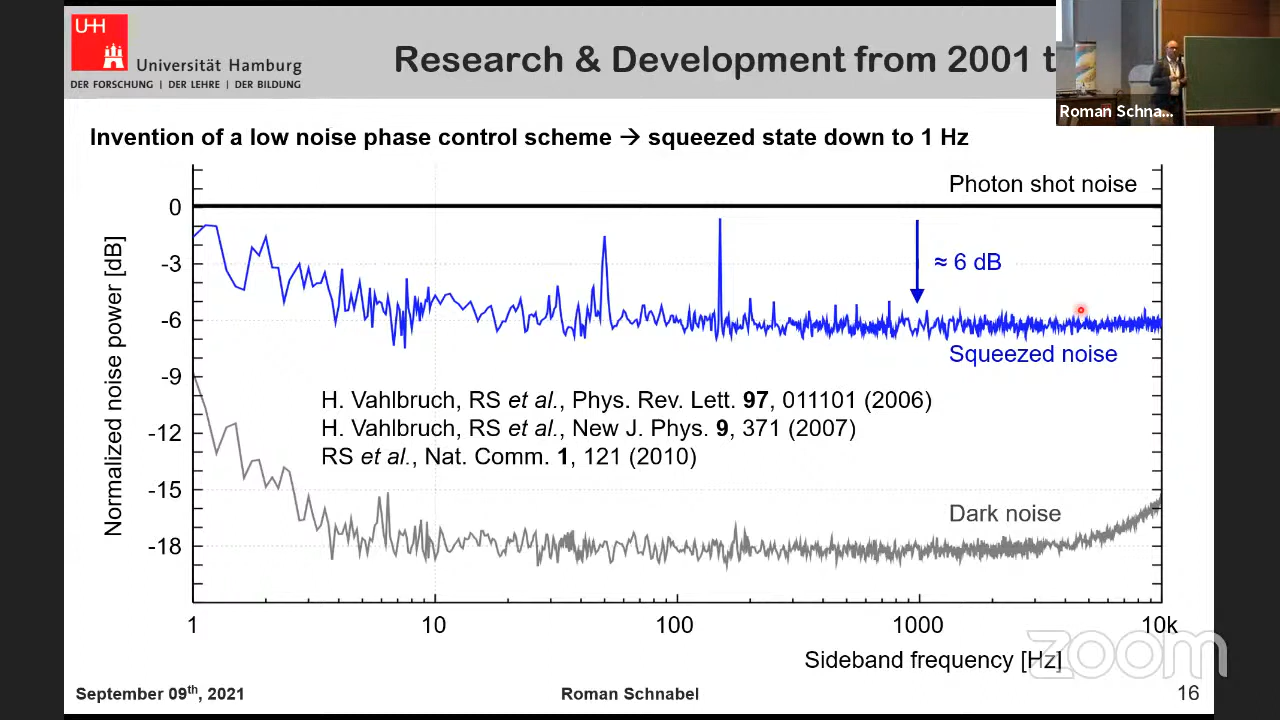 UHH
Universität Hamburg
DER FORSCHUNG | DER LEHRE | DER BILDUNG
Research & Development from 2001 t
Roman Schna...
Invention of a low noise phase control scheme → squeezed state down to 1 Hz
Photon shot noise
≈ 6 dB
Squeezed noise
H. Vahlbruch, RS et al., Phys. Rev. Lett. 97, 011101 (2006)
H. Vahlbruch, RS et al., New J. Phys. 9, 371 (2007)
RS et al., Nat. Comm. 1, 121 (2010)
Dark noise
Normalized noise power [dB]
0
-3
-6
-9
-12
-15
-18
1 10 100 1000 10k
Sideband frequency [Hz]
zoom
September 09th, 2021 Roman Schnabel 16